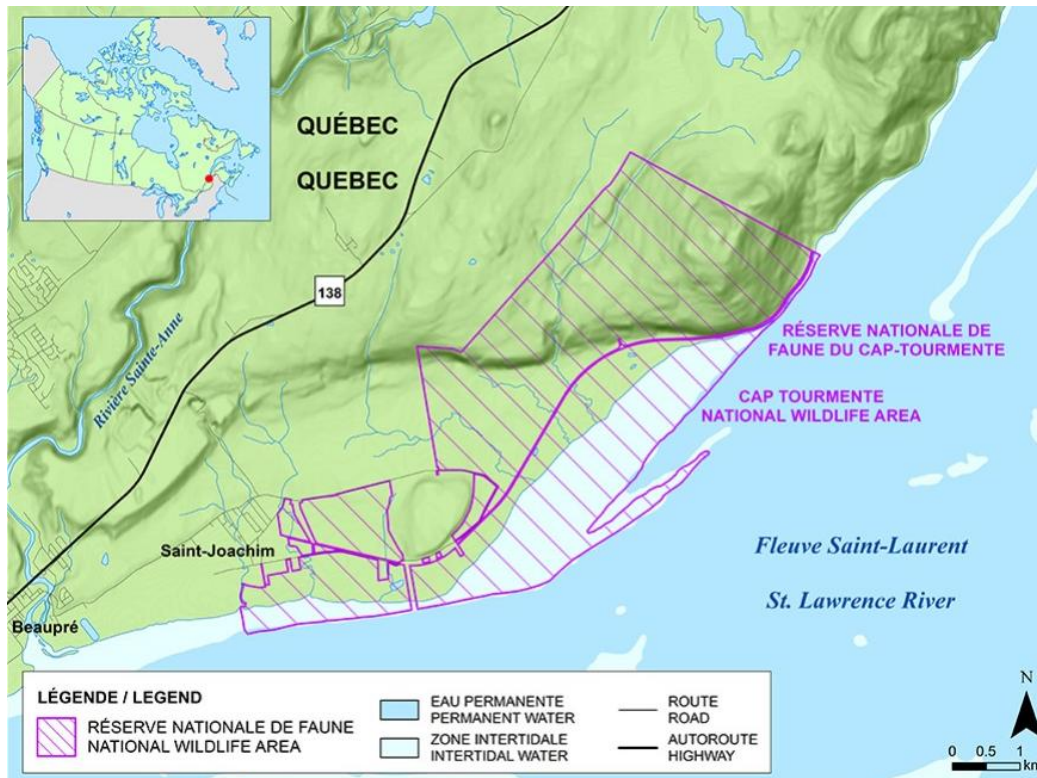 QUÉBEC
QUEBEC
138
Rivière Sainte-Anne
RÉSERVE NATIONALE DE
FAUNE DU CAP-TOURMENTE
CAP TOURMENTE
NATIONAL WILDLIFE AREA
Saint-Joachim
Beaupré
Fleuve Saint-Laurent
St. Lawrence River
LÉGENDE / LEGEND
RÉSERVE NATIONALE DE FAUNE
NATIONAL WILDLIFE AREA
EAU PERMANENTE
PERMANENT WATER
ZONE INTERTIDALE
INTERTIDAL WATER
ROUTE
ROAD
AUTOROUTE
HIGHWAY
N
0 0.5 1
km